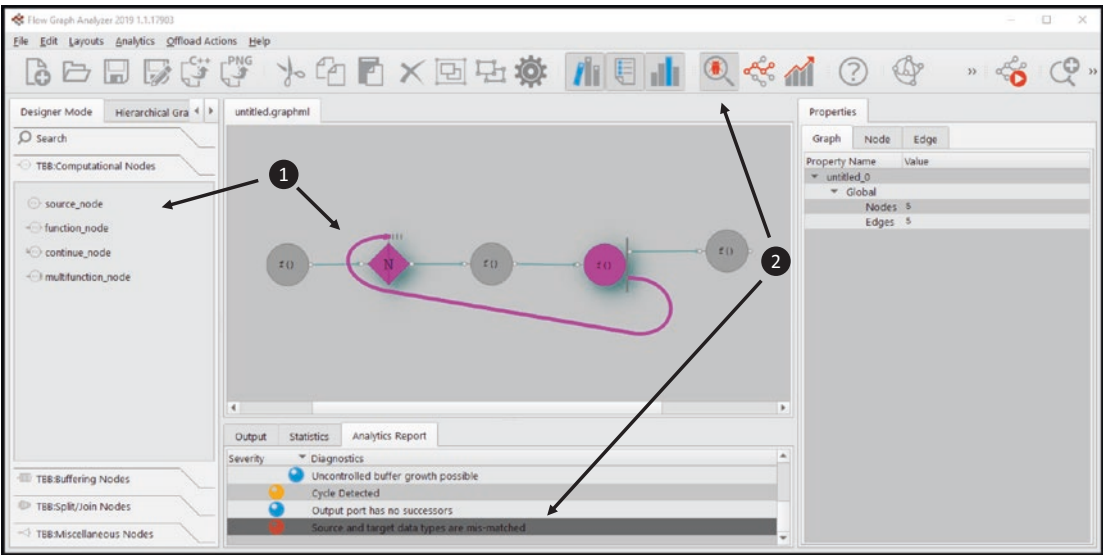 Flow Graph Analyzer 2019 1.1.17903
File Edit Layouts Analytics Offload Actions Help
C++ PNG
? » »
Designer Mode Hierarchical Gra
Search
TBB:Computational Nodes
source_node
function_node
continue_node
multifunction_node
TBB:Buffering Nodes
TBB:Split/Join Nodes
TBB:Miscellaneous Nodes
untitled.graphml
1
2
f() N f() f() f()
Output Statistics Analytics Report
Severity Diagnostics
Uncontrolled buffer growth possible
Cycle Detected
Output port has no successors
Source and target data types are mis-matched
Properties
Graph Node Edge
Property Name Value
untitled_0
Global
Nodes 5
Edges 5